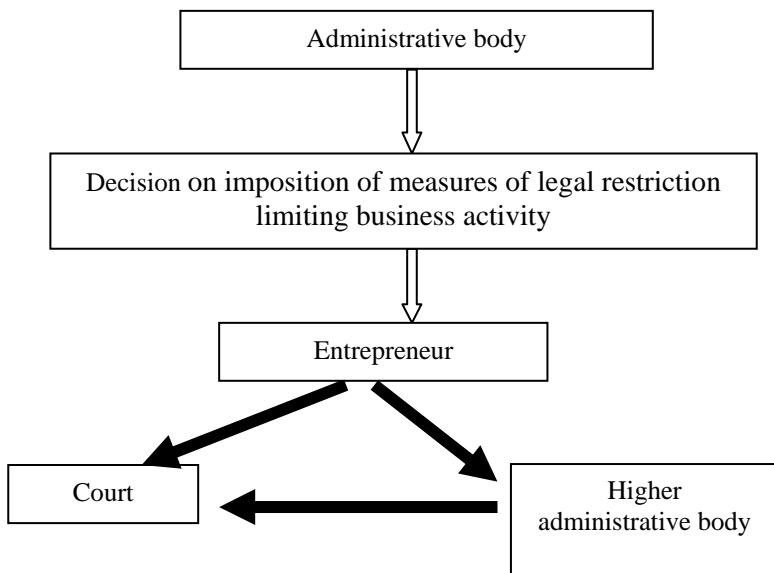 Administrative body
Decision on imposition of measures of legal restriction
limiting business activity
Entrepreneur
Court
Higher
administrative body